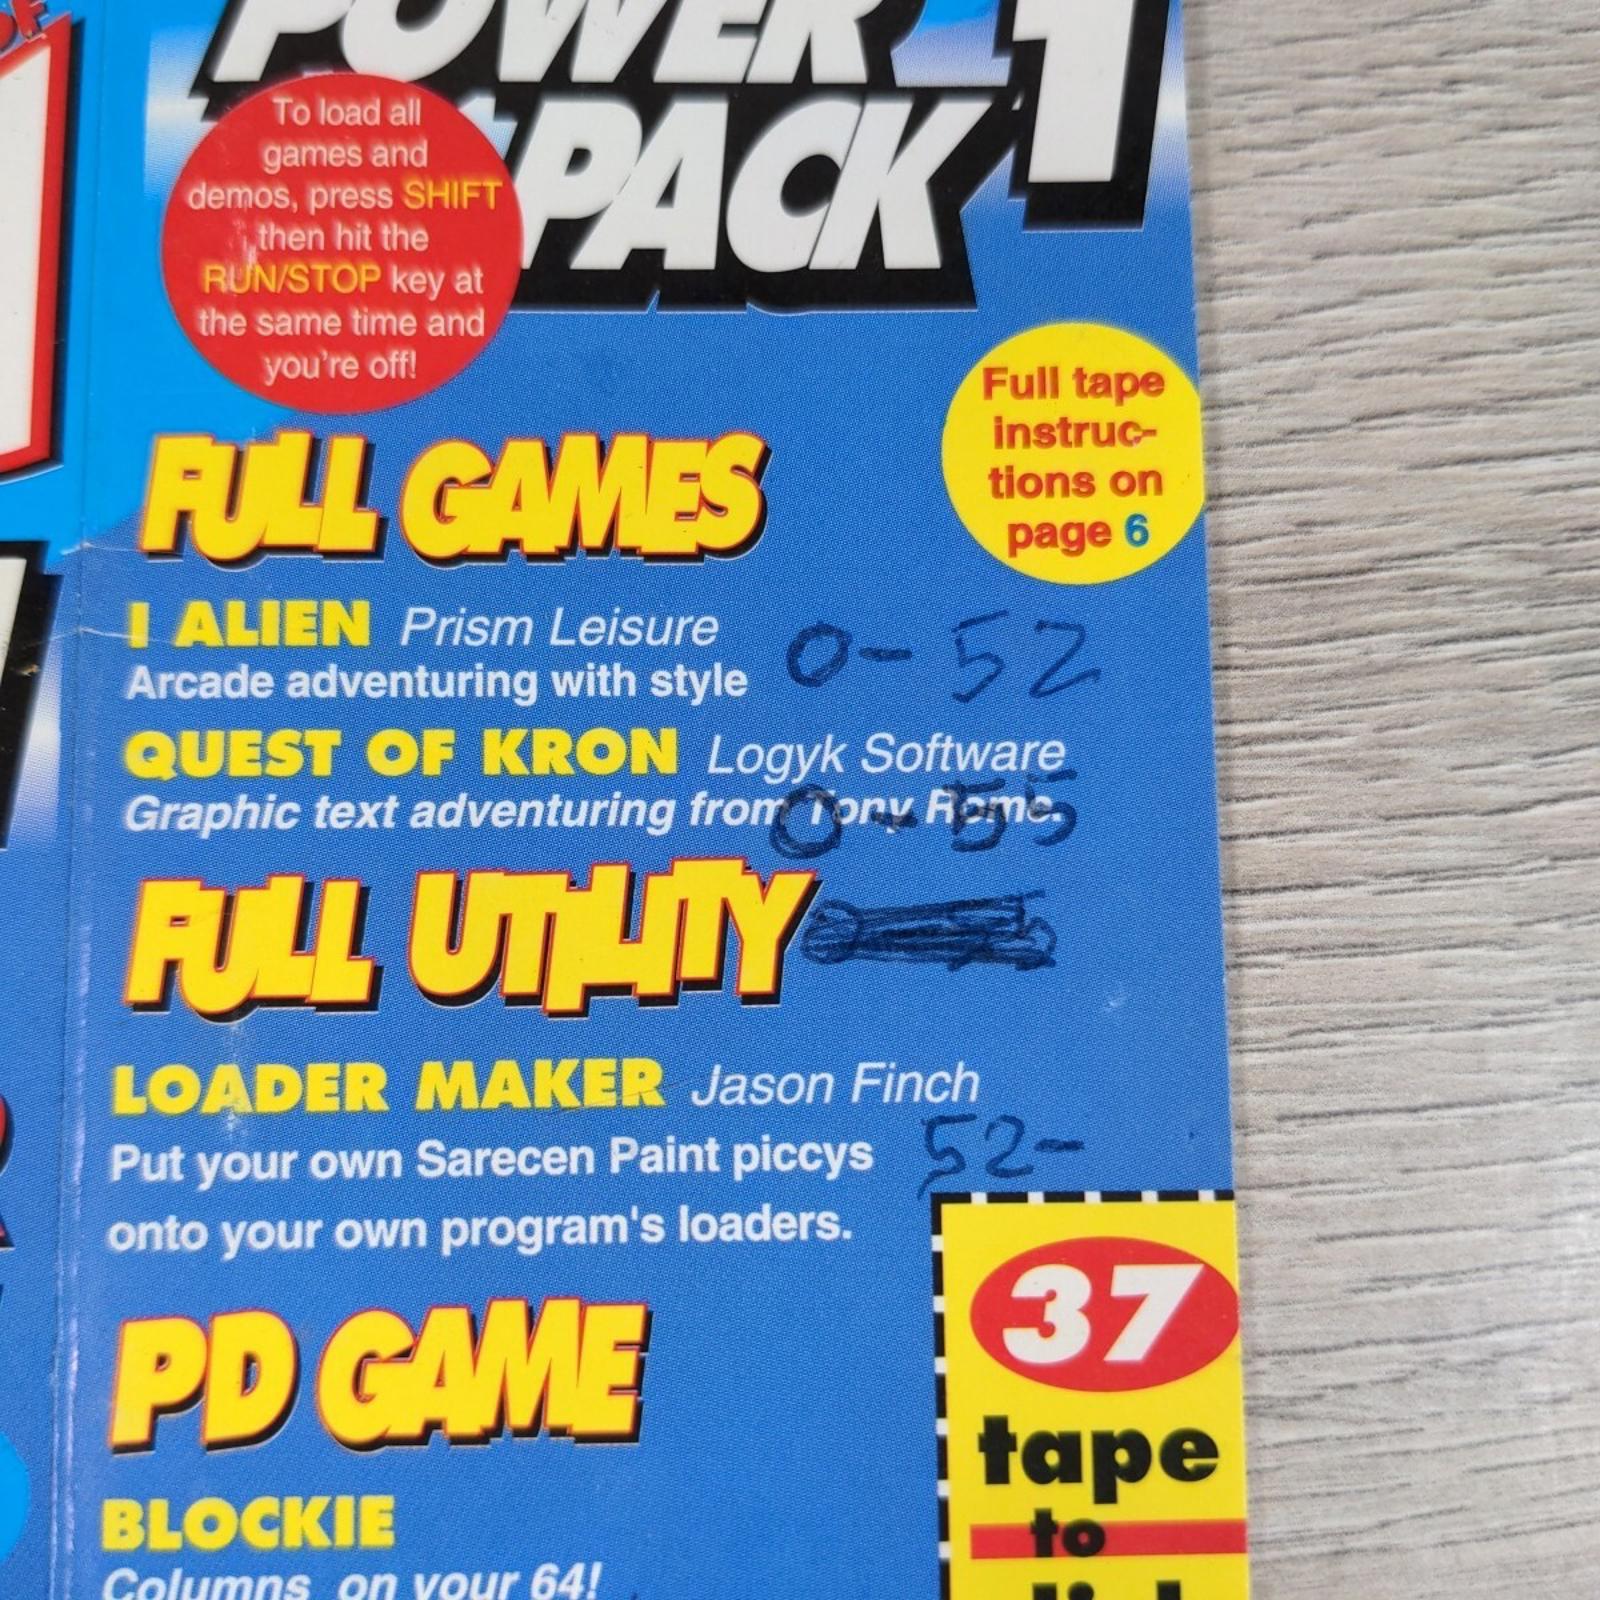 POWER
PACK
1
To load all
games and
demos, press SHIFT
then hit the
RUN/STOP key at
the same time and
you're off!
Full tape
instruc-
tions on
page 6
FULL GAMES
I ALIEN Prism Leisure
Arcade adventuring with style
0-52
QUEST OF KRON Logyk Software
Graphic text adventuring from Tony Rome.
0-55
FULL UTILITY
LOADER MAKER Jason Finch
Put your own Sarecen Paint piccys
52-
onto your own program's loaders.
PD GAME
BLOCKIE
Columns on your 64!
37
tape
to